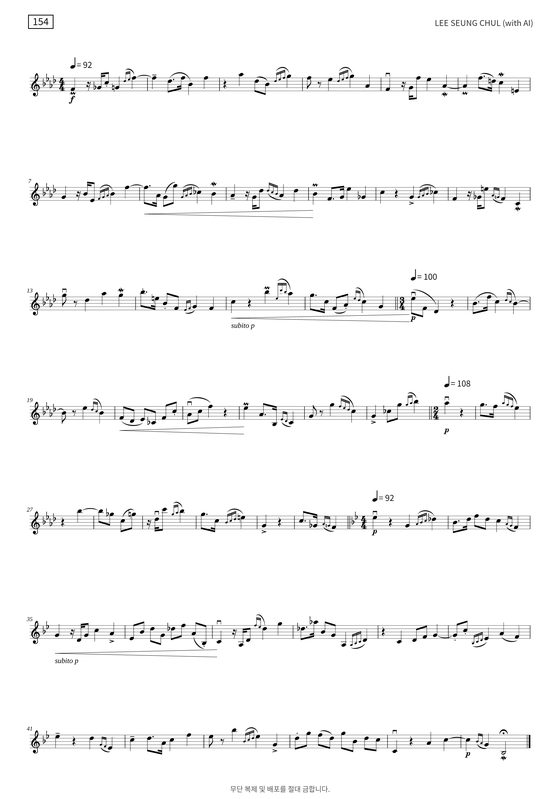 154
LEE SEUNG CHUL (with AI)
= 92
f
7
13
= 100
subito p
p
19
= 108
p
27
= 92
p
35
subito p
41
p
무단 복제 및 배포를 절대 금합니다.